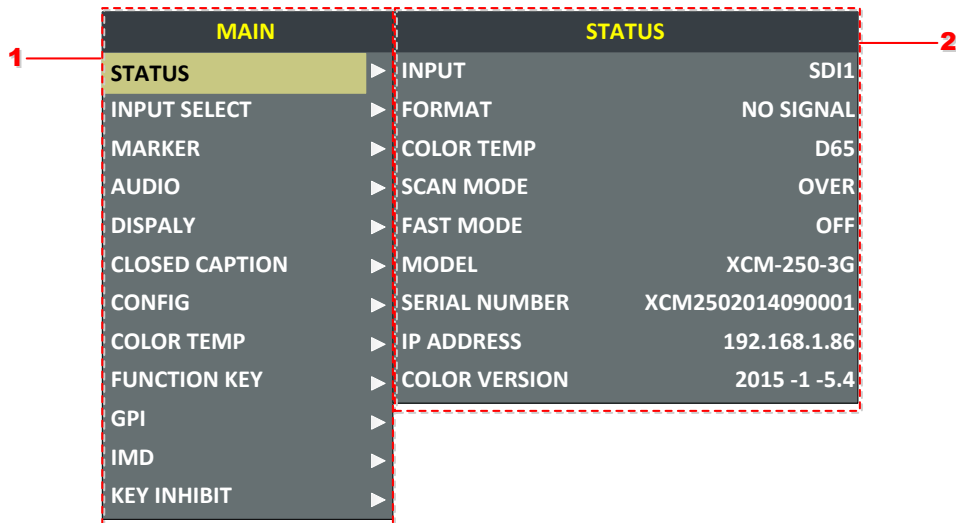 1
MAIN
STATUS
INPUT SELECT
MARKER
AUDIO
DISPALY
CLOSED CAPTION
CONFIG
COLOR TEMP
FUNCTION KEY
GPI
IMD
KEY INHIBIT
2
STATUS
INPUT SDI1
FORMAT NO SIGNAL
COLOR TEMP D65
SCAN MODE OVER
FAST MODE OFF
MODEL XCM-250-3G
SERIAL NUMBER XCM2502014090001
IP ADDRESS 192.168.1.86
COLOR VERSION 2015 -1 -5.4